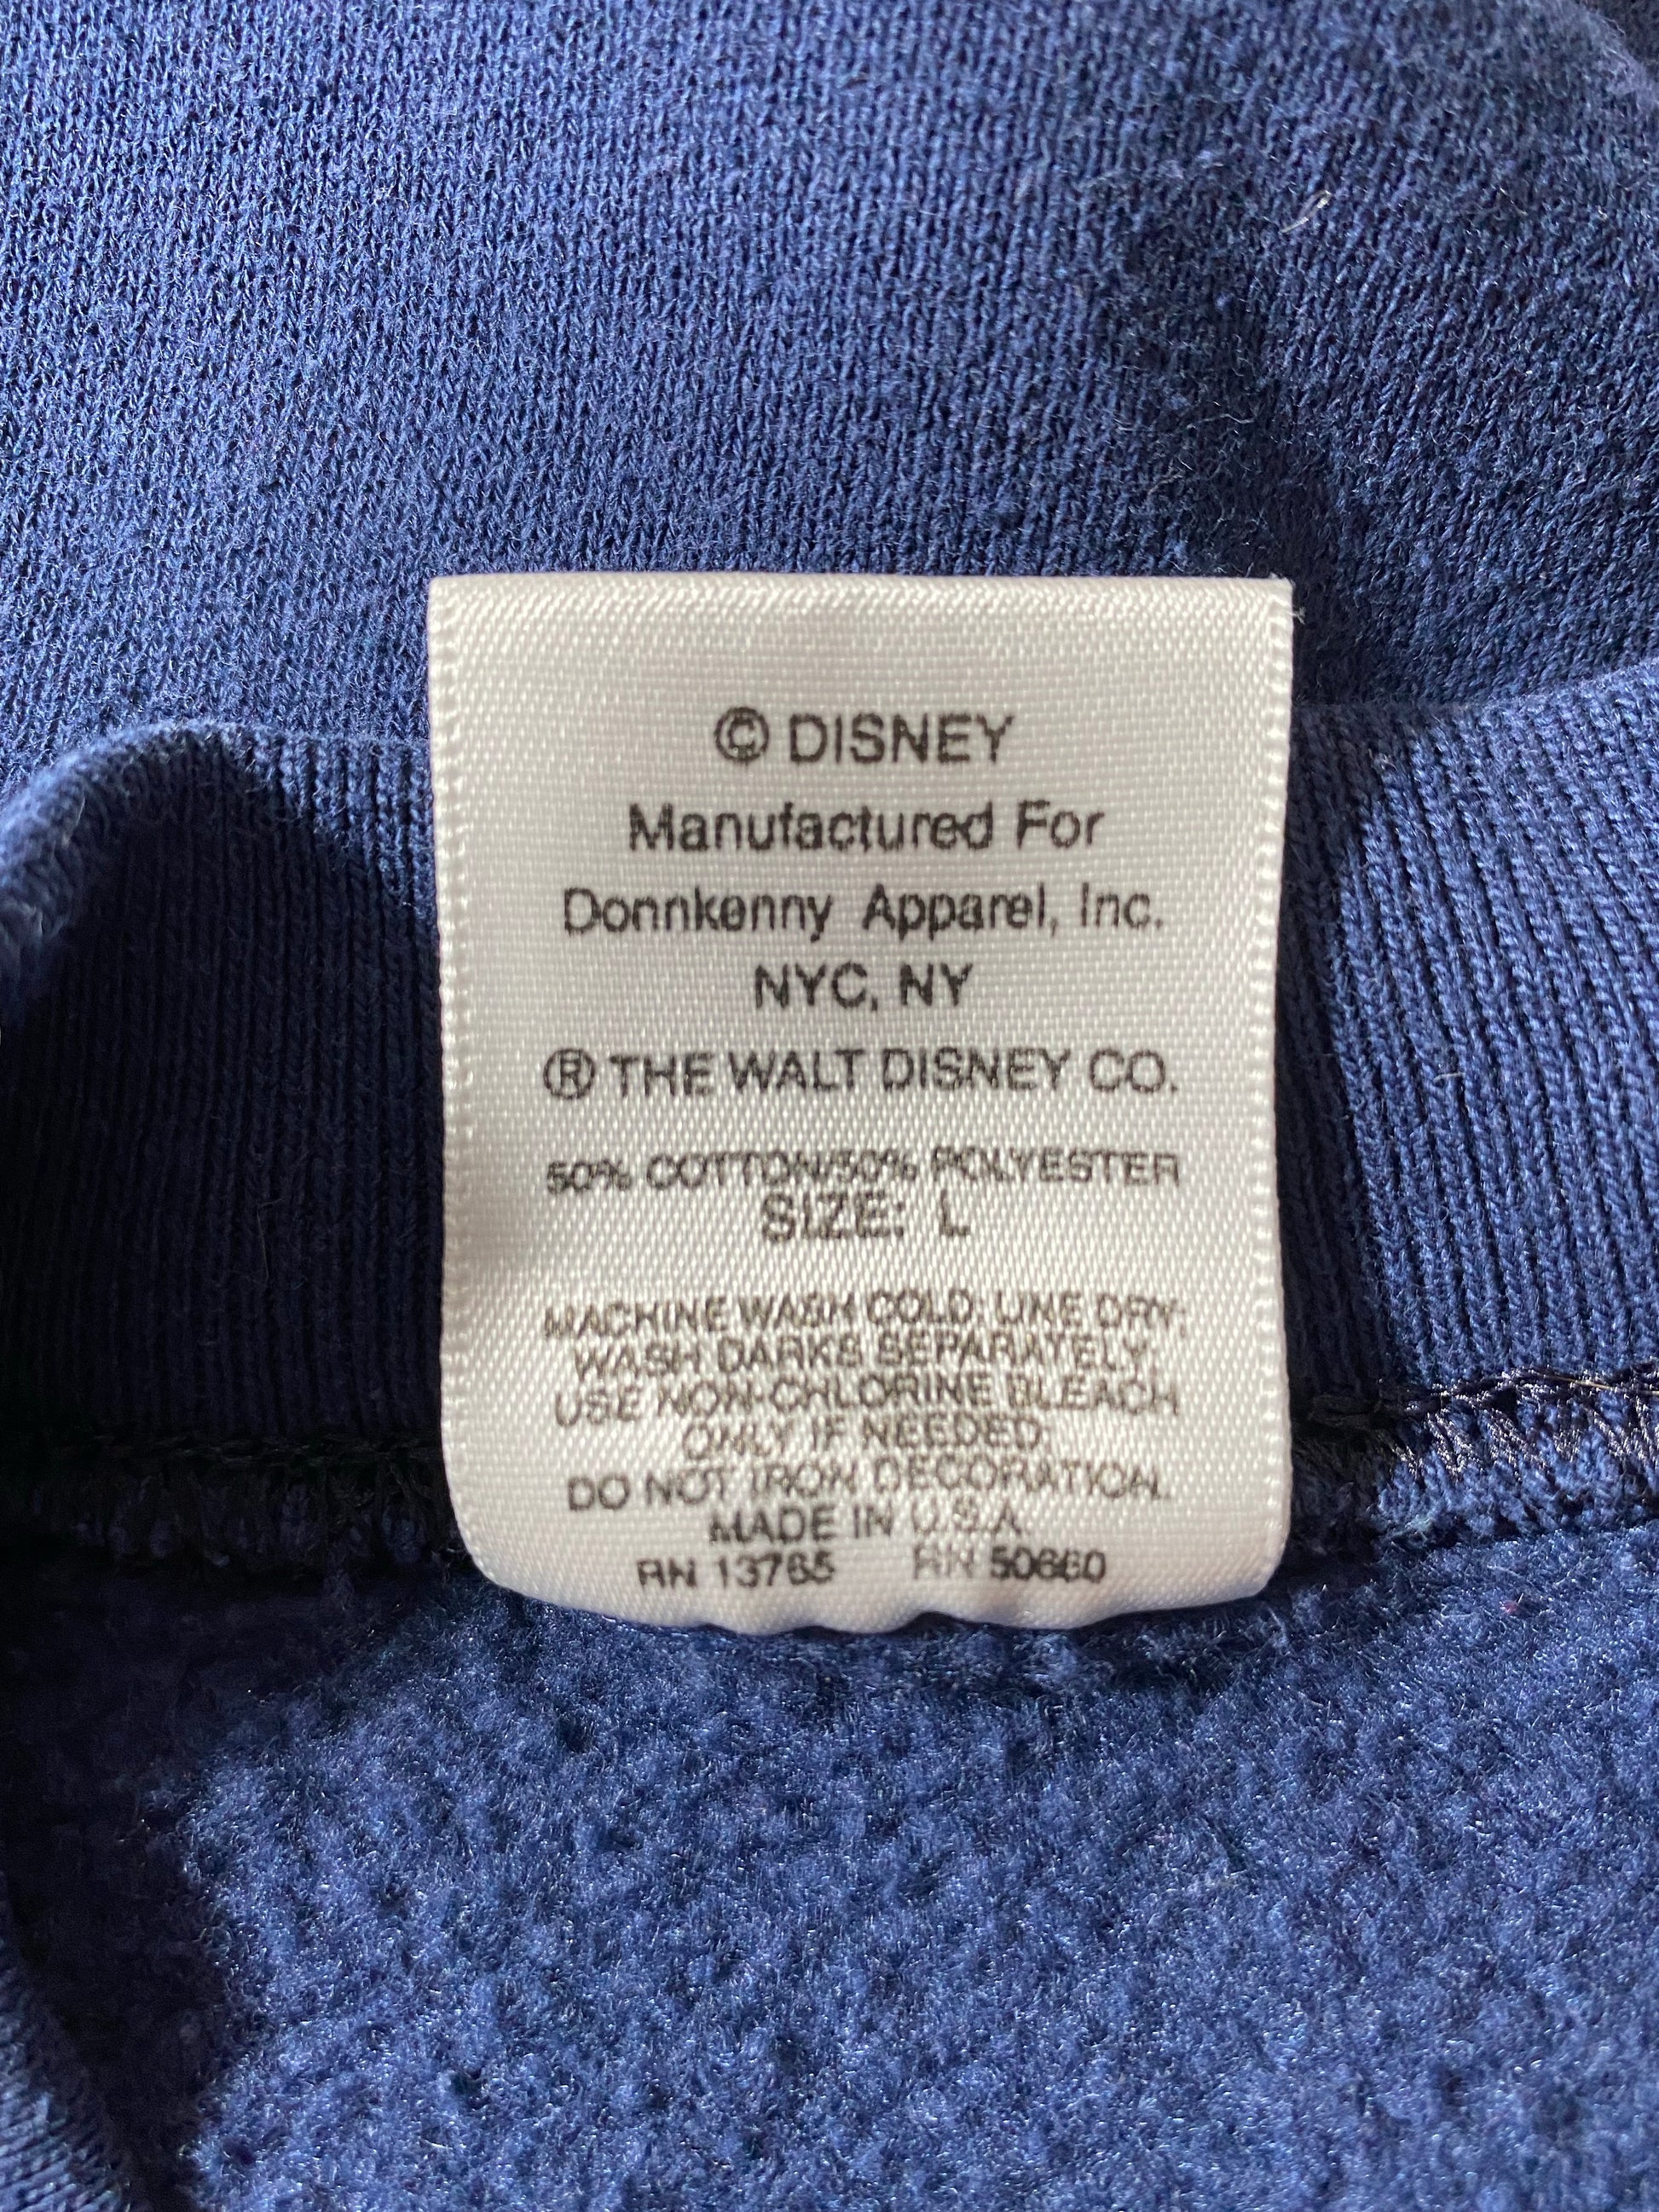 © DISNEY
Manufactured For
Donnkenny Apparel, Inc.
NYC, NY
® THE WALT DISNEY CO.
50% COTTON/50% POLYESTER
SIZE: L
MACHINE WASH COLD; LINE DRY;
WASH DARKS SEPARATELY.
USE NON-CHLORINE BLEACH
ONLY IF NEEDED.
DO NOT IRON DECORATION.
MADE IN U.S.A.
RN 13765 RN 50660